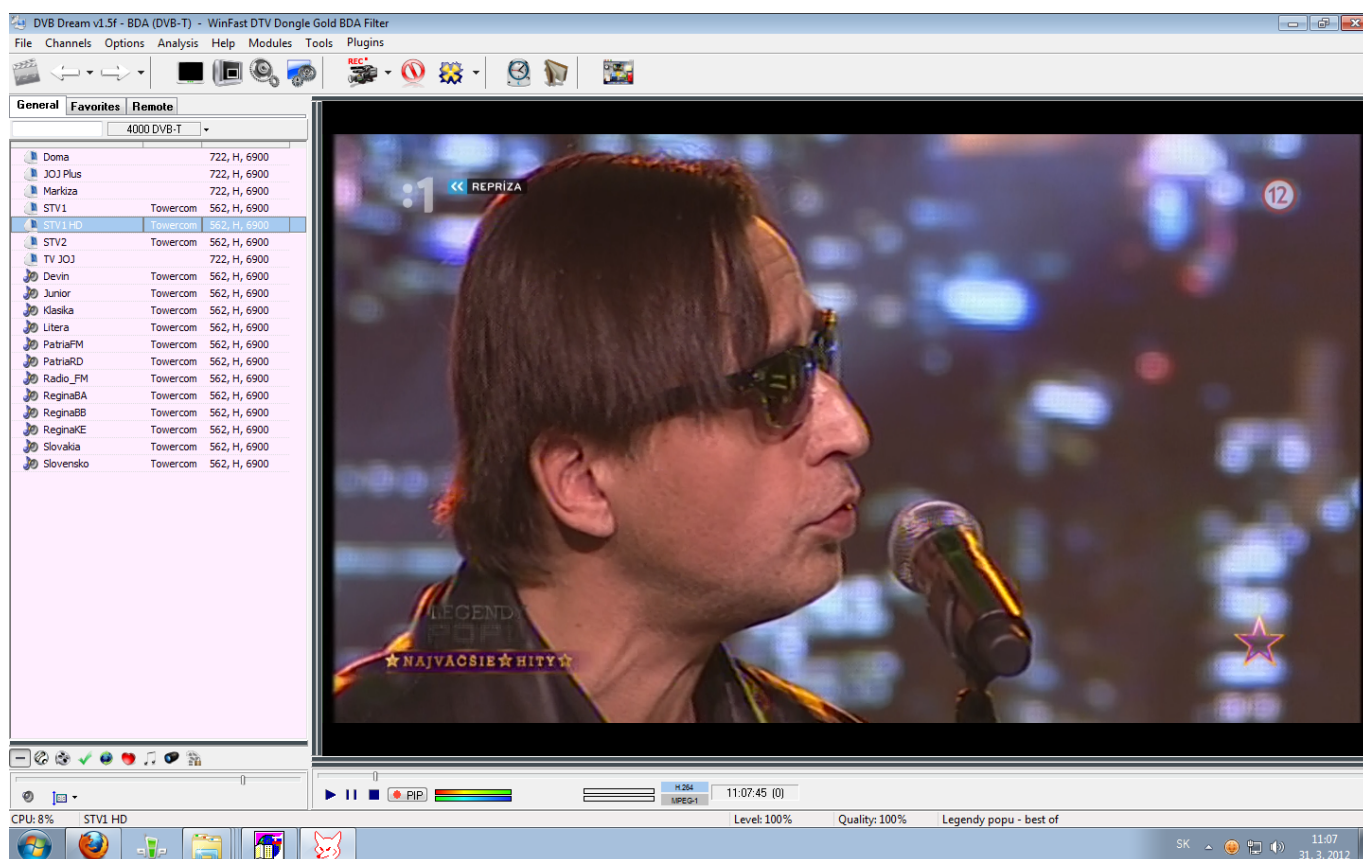 DVB Dream v1.5f - BDA (DVB-T) - WinFast DTV Dongle Gold BDA Filter
File Channels Options Analysis Help Modules Tools Plugins
REC
General Favorites Remote
4000 DVB-T
Doma 722, H, 6900
JOJ Plus 722, H, 6900
Markiza 722, H, 6900
STV1 Towercom 562, H, 6900
STV1 HD Towercom 562, H, 6900
STV2 Towercom 562, H, 6900
TV JOJ 722, H, 6900
Devin Towercom 562, H, 6900
Junior Towercom 562, H, 6900
Klasika Towercom 562, H, 6900
Litera Towercom 562, H, 6900
PatriaFM Towercom 562, H, 6900
PatriaRD Towercom 562, H, 6900
Radio_FM Towercom 562, H, 6900
ReginaBA Towercom 562, H, 6900
ReginaBB Towercom 562, H, 6900
ReginaKE Towercom 562, H, 6900
Slovakia Towercom 562, H, 6900
Slovensko Towercom 562, H, 6900
:1 REPRÍZA 12
LEGENDY
POPU
NAJVÄČŠIE HITY
PIP H.264 MPEG-1 11:07:45 (0)
CPU: 8% STV1 HD Level: 100% Quality: 100% Legendy popu - best of
SK 11:07
31. 3. 2012